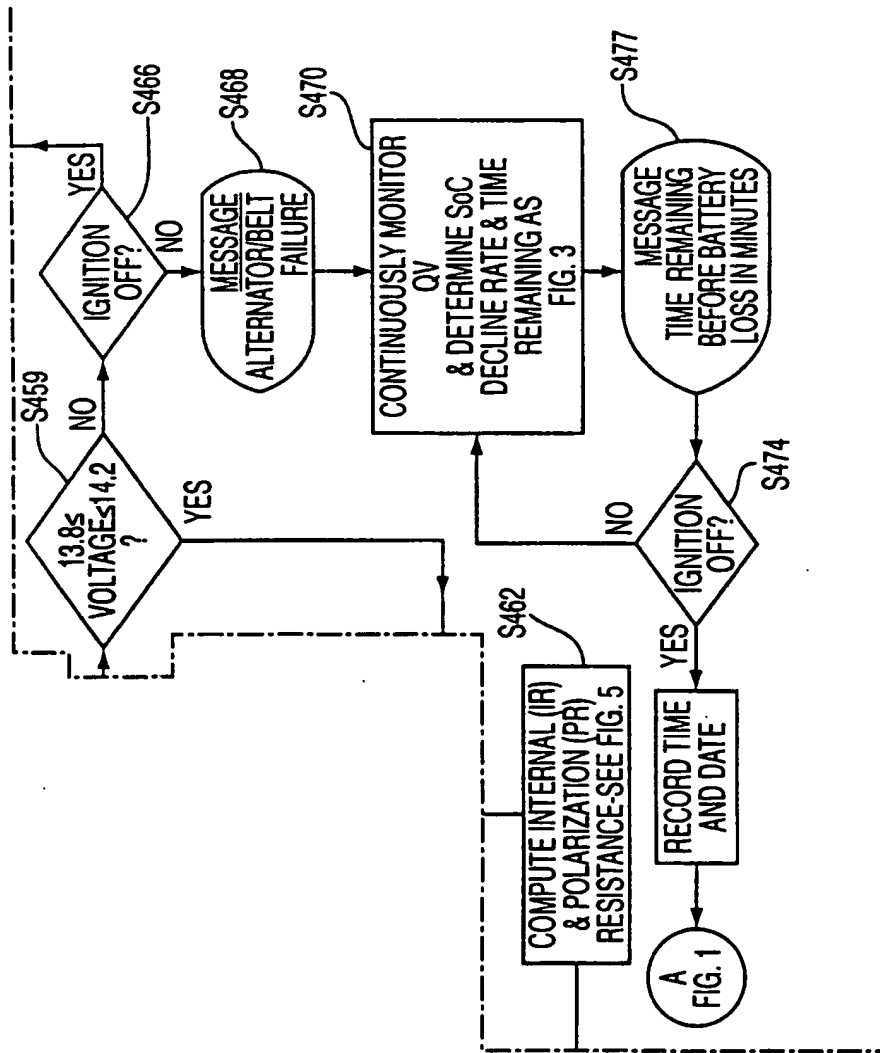 13.8≤
VOLTAGE≤14.2
?
S459
NO
YES
IGNITION
OFF?
S466
YES
NO
MESSAGE
ALTERNATOR/BELT
FAILURE
S468
CONTINUOUSLY MONITOR
QV
& DETERMINE SoC
DECLINE RATE & TIME
REMAINING AS
FIG. 3
S470
MESSAGE
TIME REMAINING
BEFORE BATTERY
LOSS IN MINUTES
S477
IGNITION
OFF?
S474
NO
YES
RECORD TIME
AND DATE
A
FIG. 1
COMPUTE INTERNAL (IR)
& POLARIZATION (PR)
RESISTANCE-SEE FIG. 5
S462